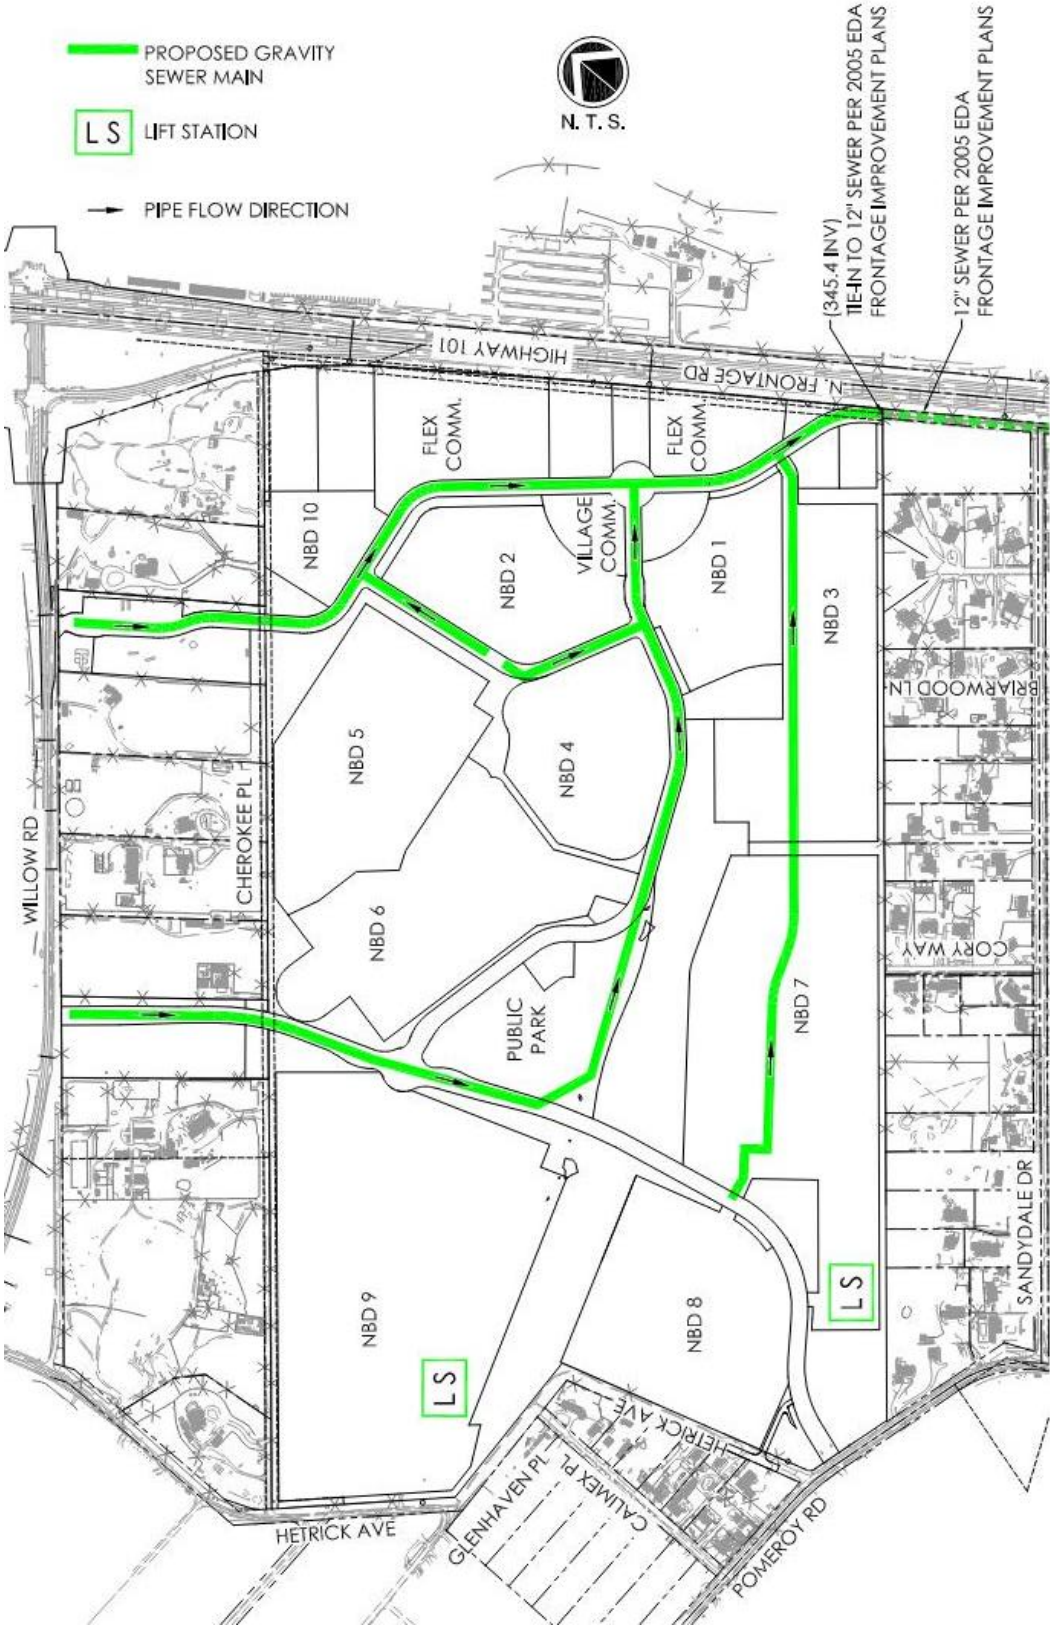 PROPOSED GRAVITY
SEWER MAIN
LS
LIFT STATION
PIPE FLOW DIRECTION
N. T. S.
(345.4 INV)
TIE-IN TO 12" SEWER PER 2005 EDA
FRONTAGE IMPROVEMENT PLANS
12" SEWER PER 2005 EDA
FRONTAGE IMPROVEMENT PLANS
HIGHWAY 101
N. FRONTAGE RD
WILLOW RD
CHEROKEE PL
FLEX
COMM.
FLEX
COMM.
NBD 10
NBD 2
VILLAGE
COMM.
NBD 1
NBD 3
BRIARWOOD LN
NBD 5
NBD 4
NBD 6
CORY WAY
PUBLIC
PARK
NBD 7
SANDYDALE DR
NBD 9
NBD 8
LS
LS
HETRICK AVE
HETRICK AVE
GLENHAVEN PL
CALIMEX PL
POMEROY RD